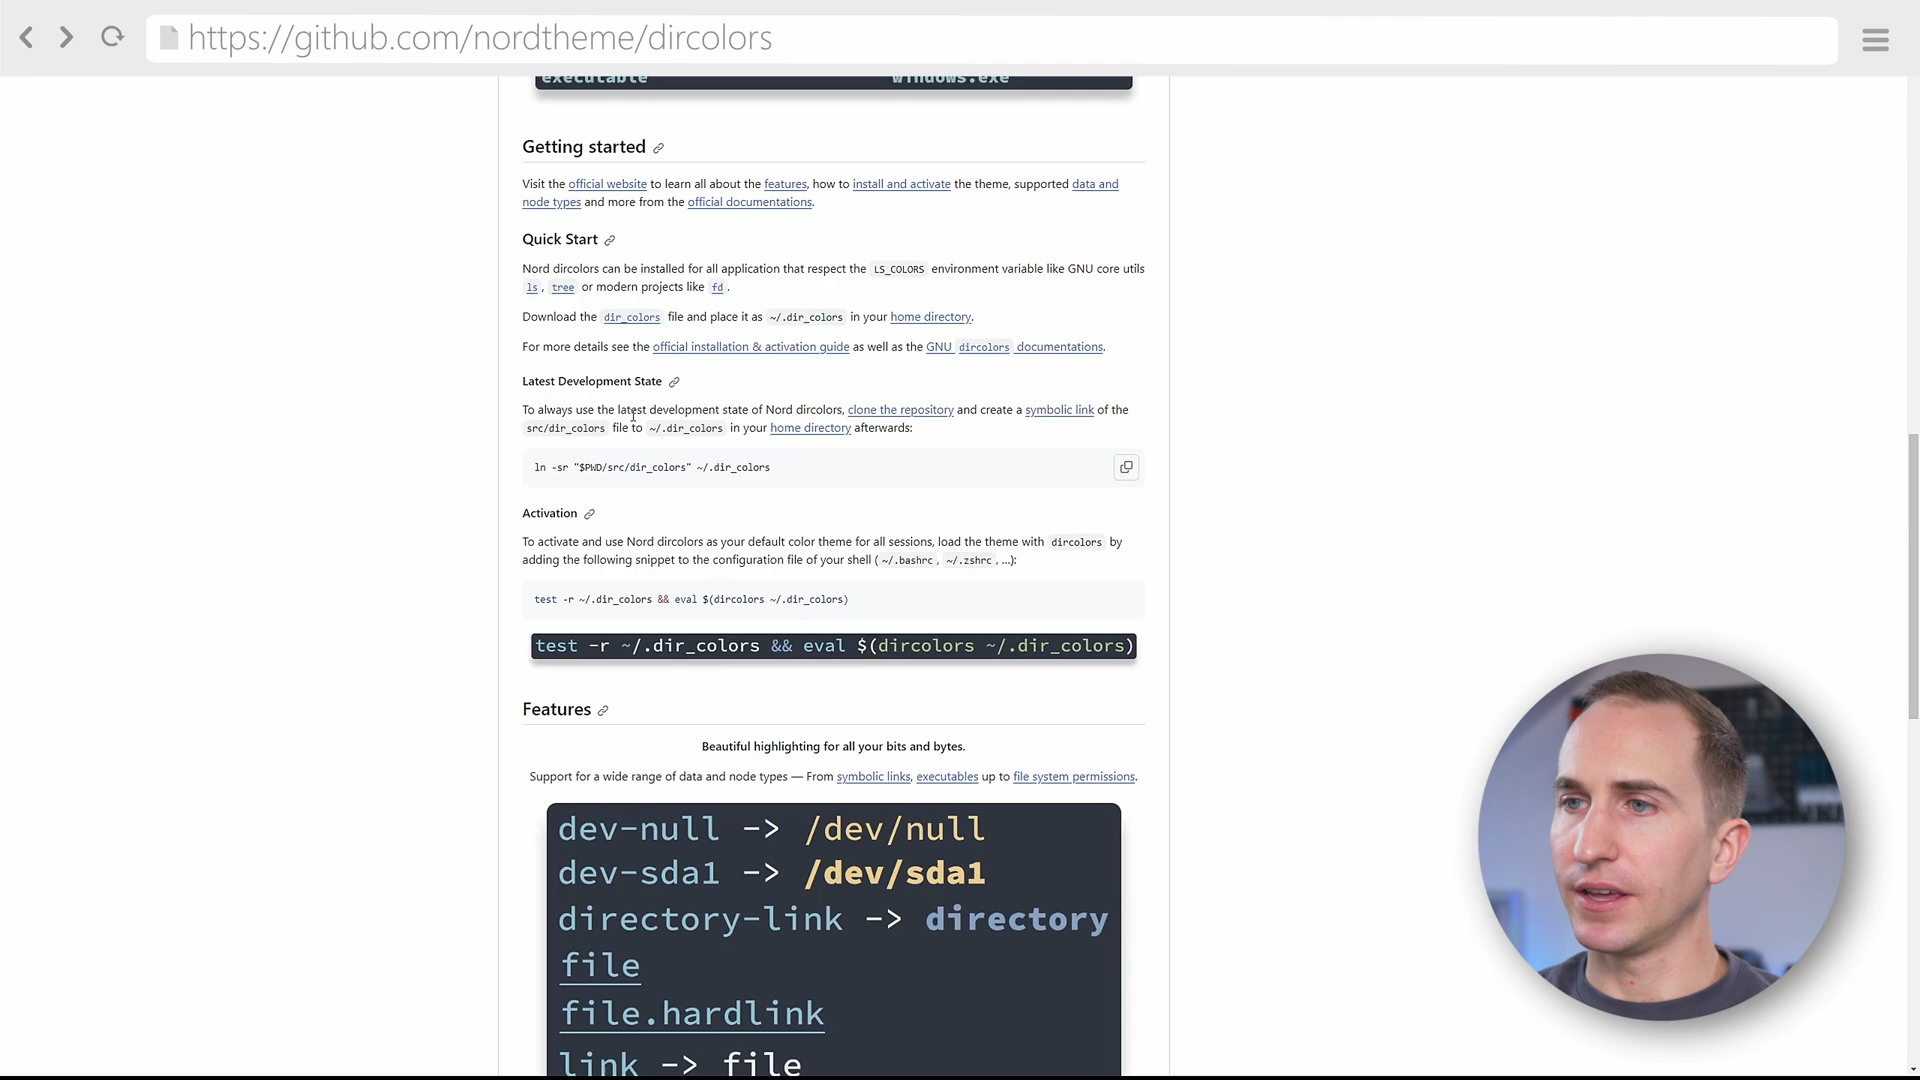 https://github.com/nordtheme/dircolors
executable windows.exe
Getting started
Visit the official website to learn all about the features, how to install and activate the theme, supported data and
node types and more from the official documentations.
Quick Start
Nord dircolors can be installed for all application that respect the LS_COLORS environment variable like GNU core utils
ls, tree or modern projects like fd.
Download the dir_colors file and place it as ~/.dir_colors in your home directory.
For more details see the official installation & activation guide as well as the GNU dircolors documentations.
Latest Development State
To always use the latest development state of Nord dircolors, clone the repository and create a symbolic link of the
src/dir_colors file to ~/.dir_colors in your home directory afterwards:
ln -sr "$PWD/src/dir_colors" ~/.dir_colors
Activation
To activate and use Nord dircolors as your default color theme for all sessions, load the theme with dircolors by
adding the following snippet to the configuration file of your shell (~/.bashrc, ~/.zshrc, …):
test -r ~/.dir_colors && eval $(dircolors ~/.dir_colors)
test -r ~/.dir_colors && eval $(dircolors ~/.dir_colors)
Features
Beautiful highlighting for all your bits and bytes.
Support for a wide range of data and node types — From symbolic links, executables up to file system permissions.
dev-null -> /dev/null
dev-sda1 -> /dev/sda1
directory-link -> directory
file
file.hardlink
link -> file